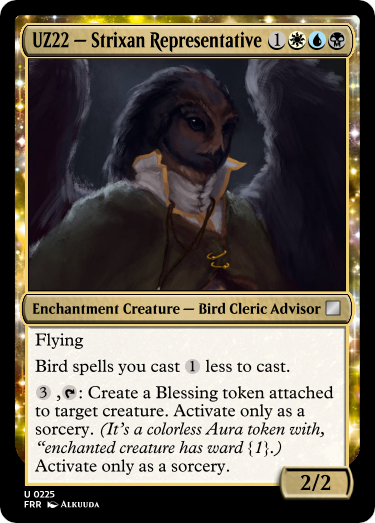 UZ22 – Strixan Representative 1
Enchantment Creature — Bird Cleric Advisor
Flying
Bird spells you cast 1 less to cast.
3 , : Create a Blessing token attached
to target creature. Activate only as a
sorcery. (It's a colorless Aura token with,
“enchanted creature has ward {1}.)
Activate only as a sorcery.
2/2
U 0225
FRR Alkuuda